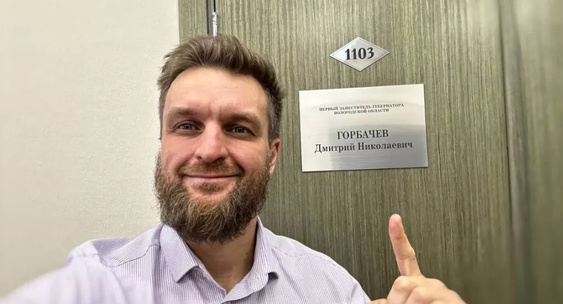 1103
ПЕРВЫЙ ЗАМЕСТИТЕЛЬ ГУБЕРНАТОРА
ВОЛОГОДСКОЙ ОБЛАСТИ
ГОРБАЧЕВ
Дмитрий Николаевич